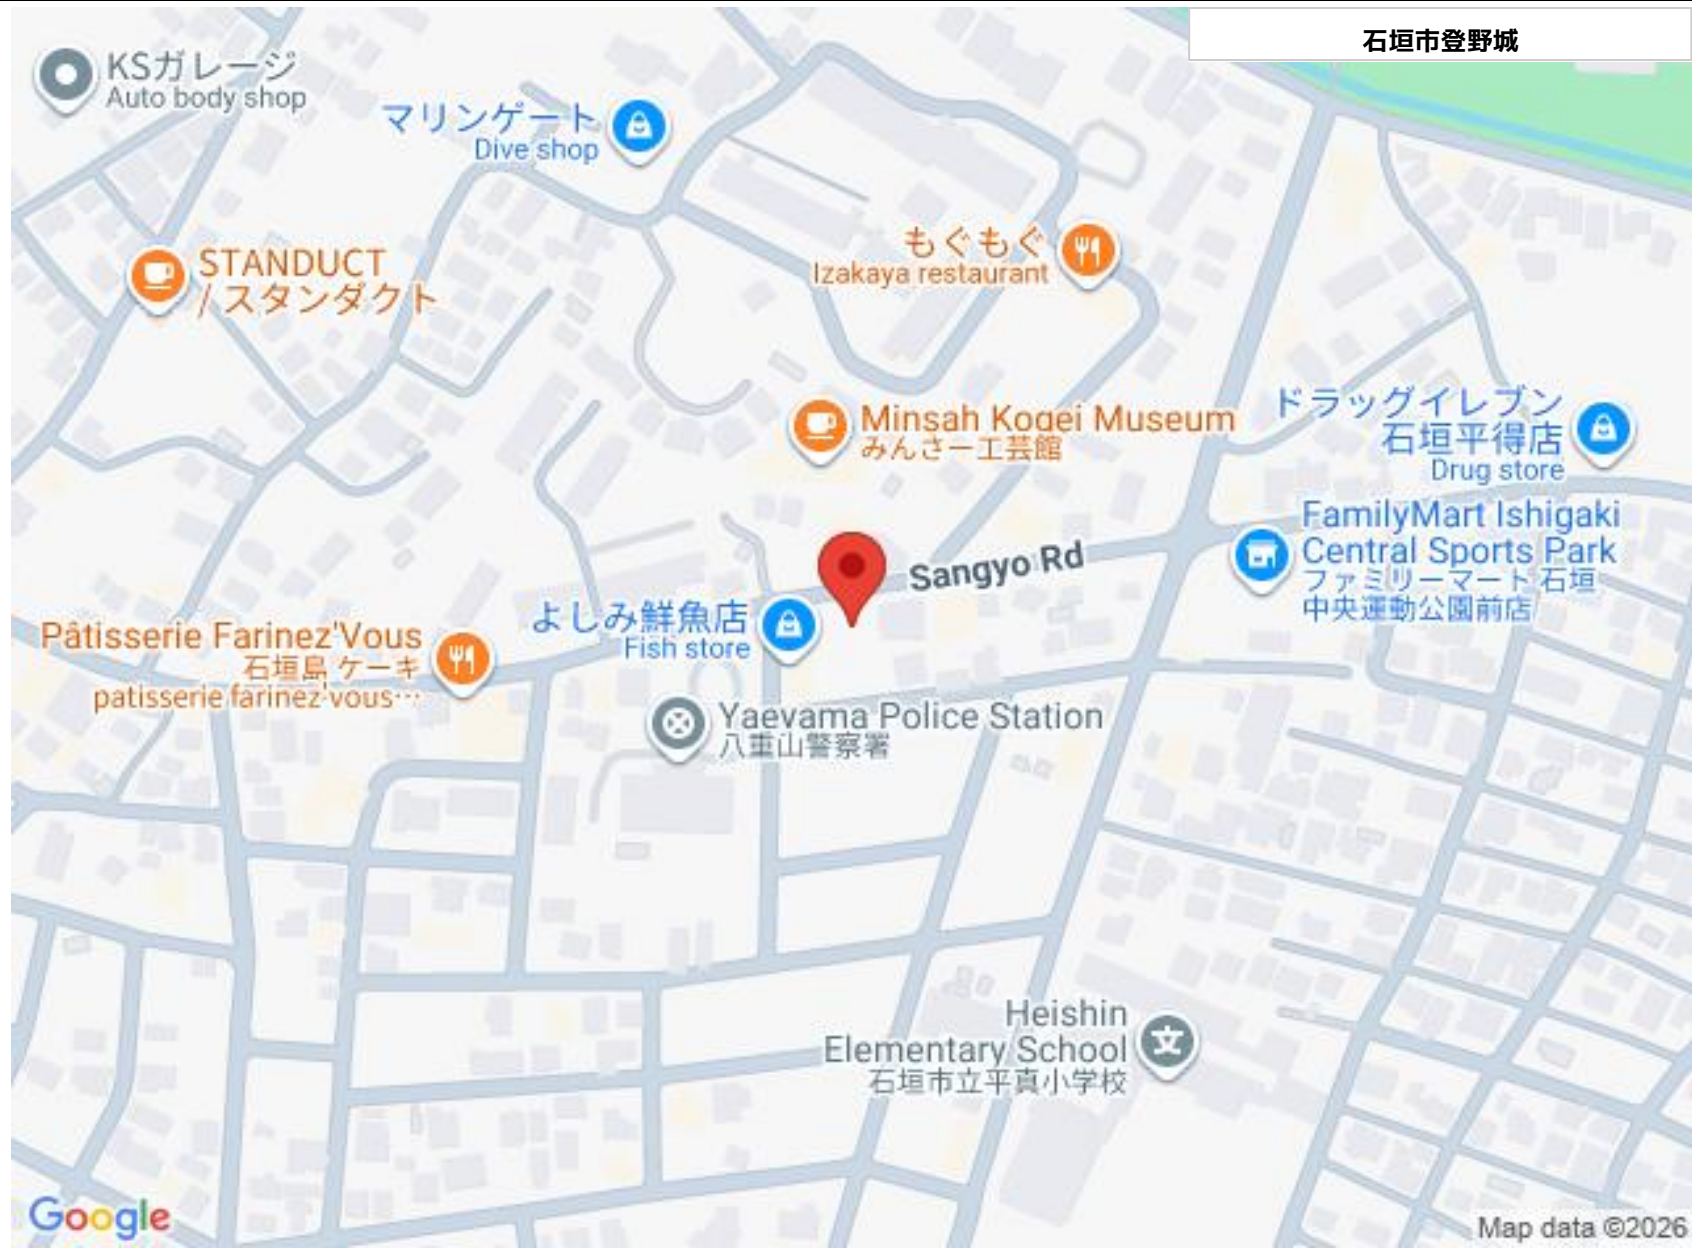 石垣市登野城
KSガレージ
Auto body shop
マリンゲート
Dive shop
STANDUCT
/ スタンダクト
もぐもぐ
Izakaya restaurant
Minsah Kogei Museum
みんさー工芸館
ドラッグイレブン
石垣平得店
Drug store
FamilyMart Ishigaki
Central Sports Park
ファミリーマート 石垣
中央運動公園前店
Sangyo Rd
よしみ鮮魚店
Fish store
Pâtisserie Farinez'Vous
石垣島 ケーキ
patisserie farinez'vous…
Yaeyama Police Station
八重山警察署
Heishin
Elementary School
石垣市立平真小学校
Google
Map data ©2026